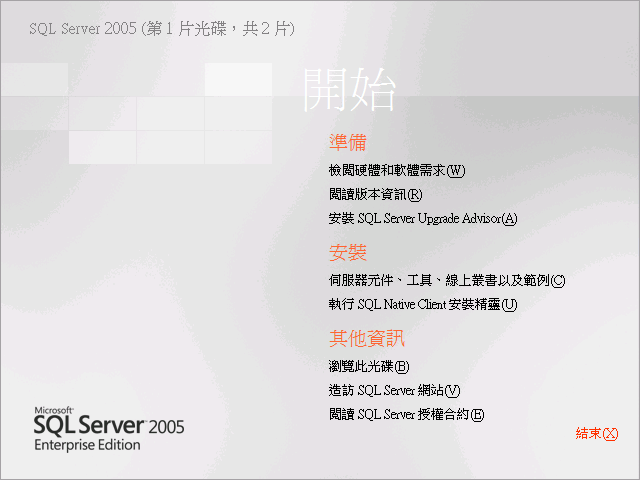 SQL Server 2005 (第 1 片光碟，共 2 片)
開始
準備
檢閱硬體和軟體需求(W)
閱讀版本資訊(R)
安裝 SQL Server Upgrade Advisor(A)
安裝
伺服器元件、工具、線上叢書以及範例(C)
執行 SQL Native Client 安裝精靈(U)
其他資訊
瀏覽此光碟(B)
造訪 SQL Server 網站(V)
閱讀 SQL Server 授權合約(E)
Microsoft®
SQL Server™ 2005
Enterprise Edition
結束(X)